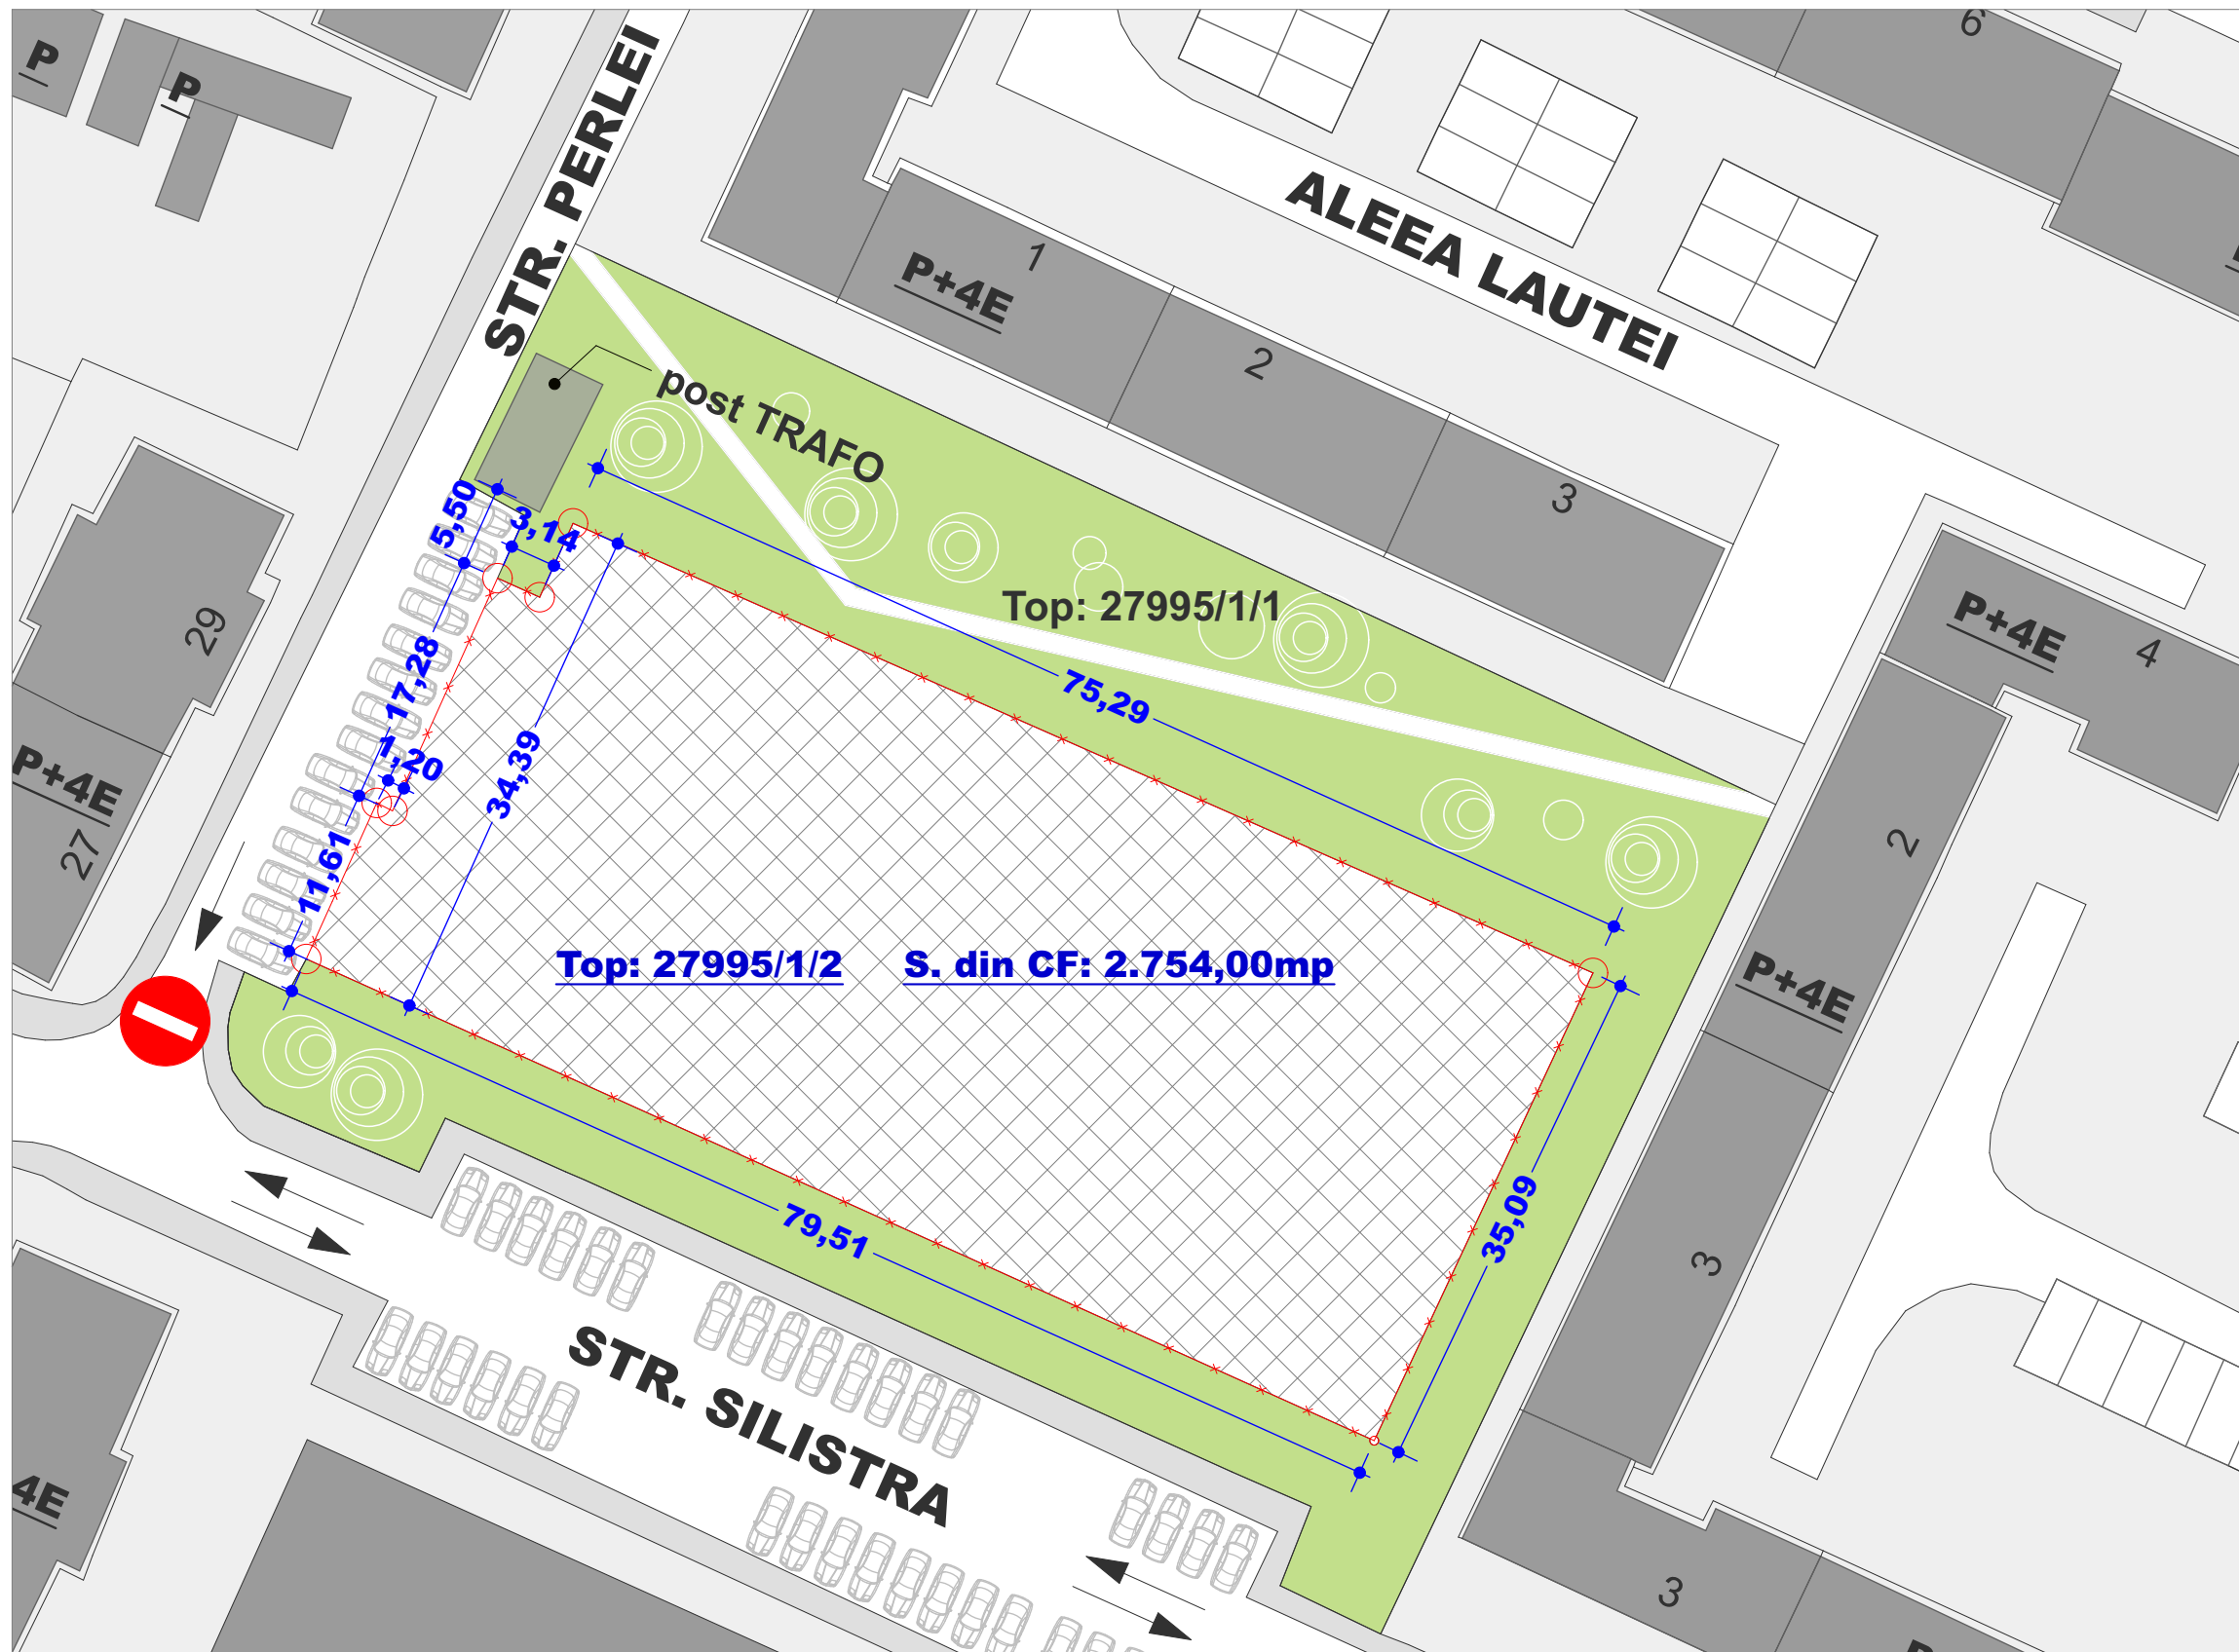 P
P
6
STR. PERLEI
ALEEA LAUTEI
1
P+4E
2
3
post TRAFO
5,50
3,14
Top: 27995/1/1
P+4E
4
29
17,28
75,29
1,20
34,39
P+4E
27
2
11,61
Top: 27995/1/2 S. din CF: 2.754,00mp
P+4E
35,09
79,51
3
STR. SILISTRA
4E
3